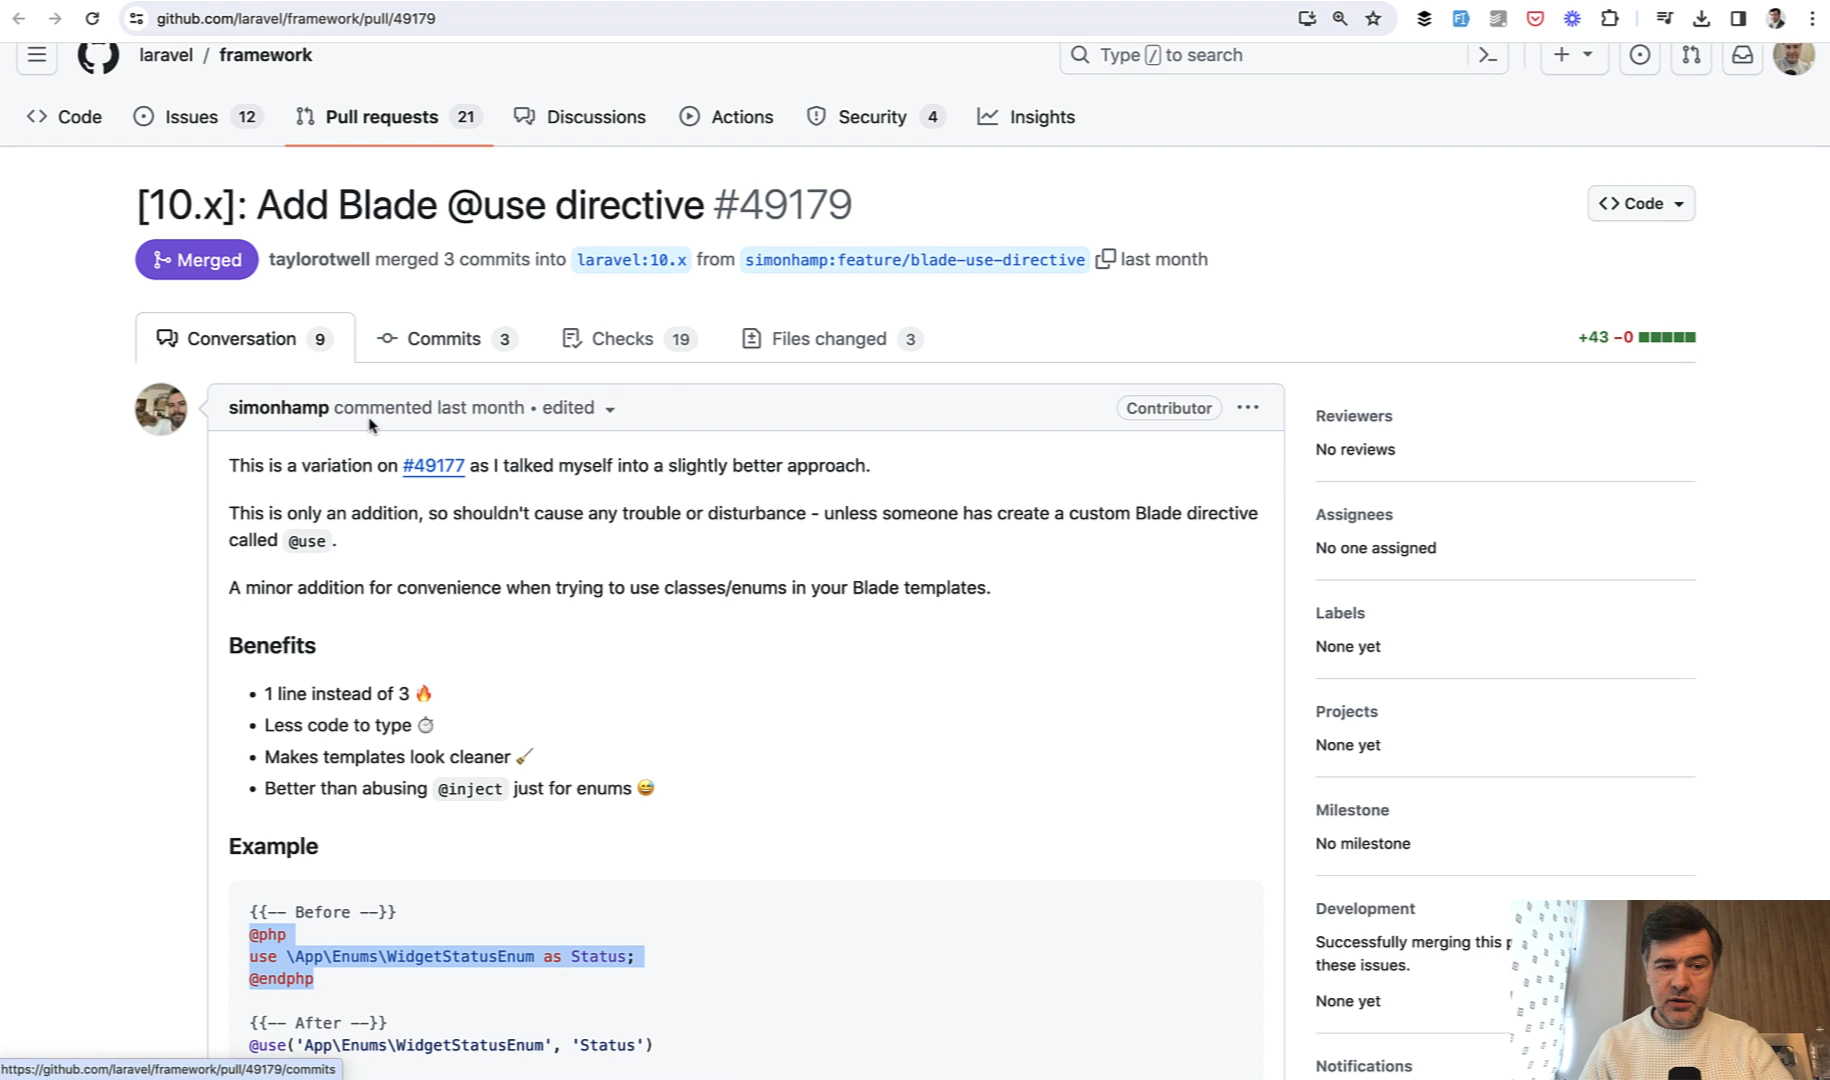 github.com/laravel/framework/pull/49179
laravel / framework
Type / to search
Code
Issues 12
Pull requests 21
Discussions
Actions
Security 4
Insights
[10.x]: Add Blade @use directive #49179
Code
Merged
taylorotwell merged 3 commits into laravel:10.x from simonhamp:feature/blade-use-directive last month
Conversation 9
Commits 3
Checks 19
Files changed 3
+43 −0
simonhamp commented last month • edited
Contributor
This is a variation on #49177 as I talked myself into a slightly better approach.
This is only an addition, so shouldn't cause any trouble or disturbance - unless someone has create a custom Blade directive
called @use .
A minor addition for convenience when trying to use classes/enums in your Blade templates.
Benefits
• 1 line instead of 3 🔥
• Less code to type ⏱️
• Makes templates look cleaner 🧹
• Better than abusing @inject just for enums 😅
Example
{{-- Before --}}
@php
use \App\Enums\WidgetStatusEnum as Status;
@endphp
{{-- After --}}
@use('App\Enums\WidgetStatusEnum', 'Status')
Reviewers
No reviews
Assignees
No one assigned
Labels
None yet
Projects
None yet
Milestone
No milestone
Development
Successfully merging this
these issues.
None yet
Notifications
https://github.com/laravel/framework/pull/49179/commits